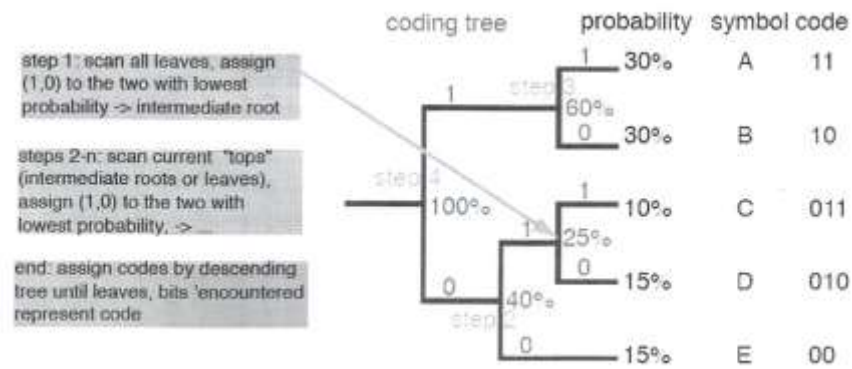 coding tree
probability symbol code
step 1: scan all leaves, assign
(1,0) to the two with lowest
probability -> intermediate root
steps 2-n: scan current "tops"
(intermediate roots or leaves),
assign (1,0) to the two with
lowest probability, -> ...
end: assign codes by descending
tree until leaves, bits 'encountered
represent code
1 30% A 11
step 3
1
60%
0 30% B 10
step 4
100%
1 10% C 011
1
25%
0 15% D 010
0
40%
step 2
0 15% E 00